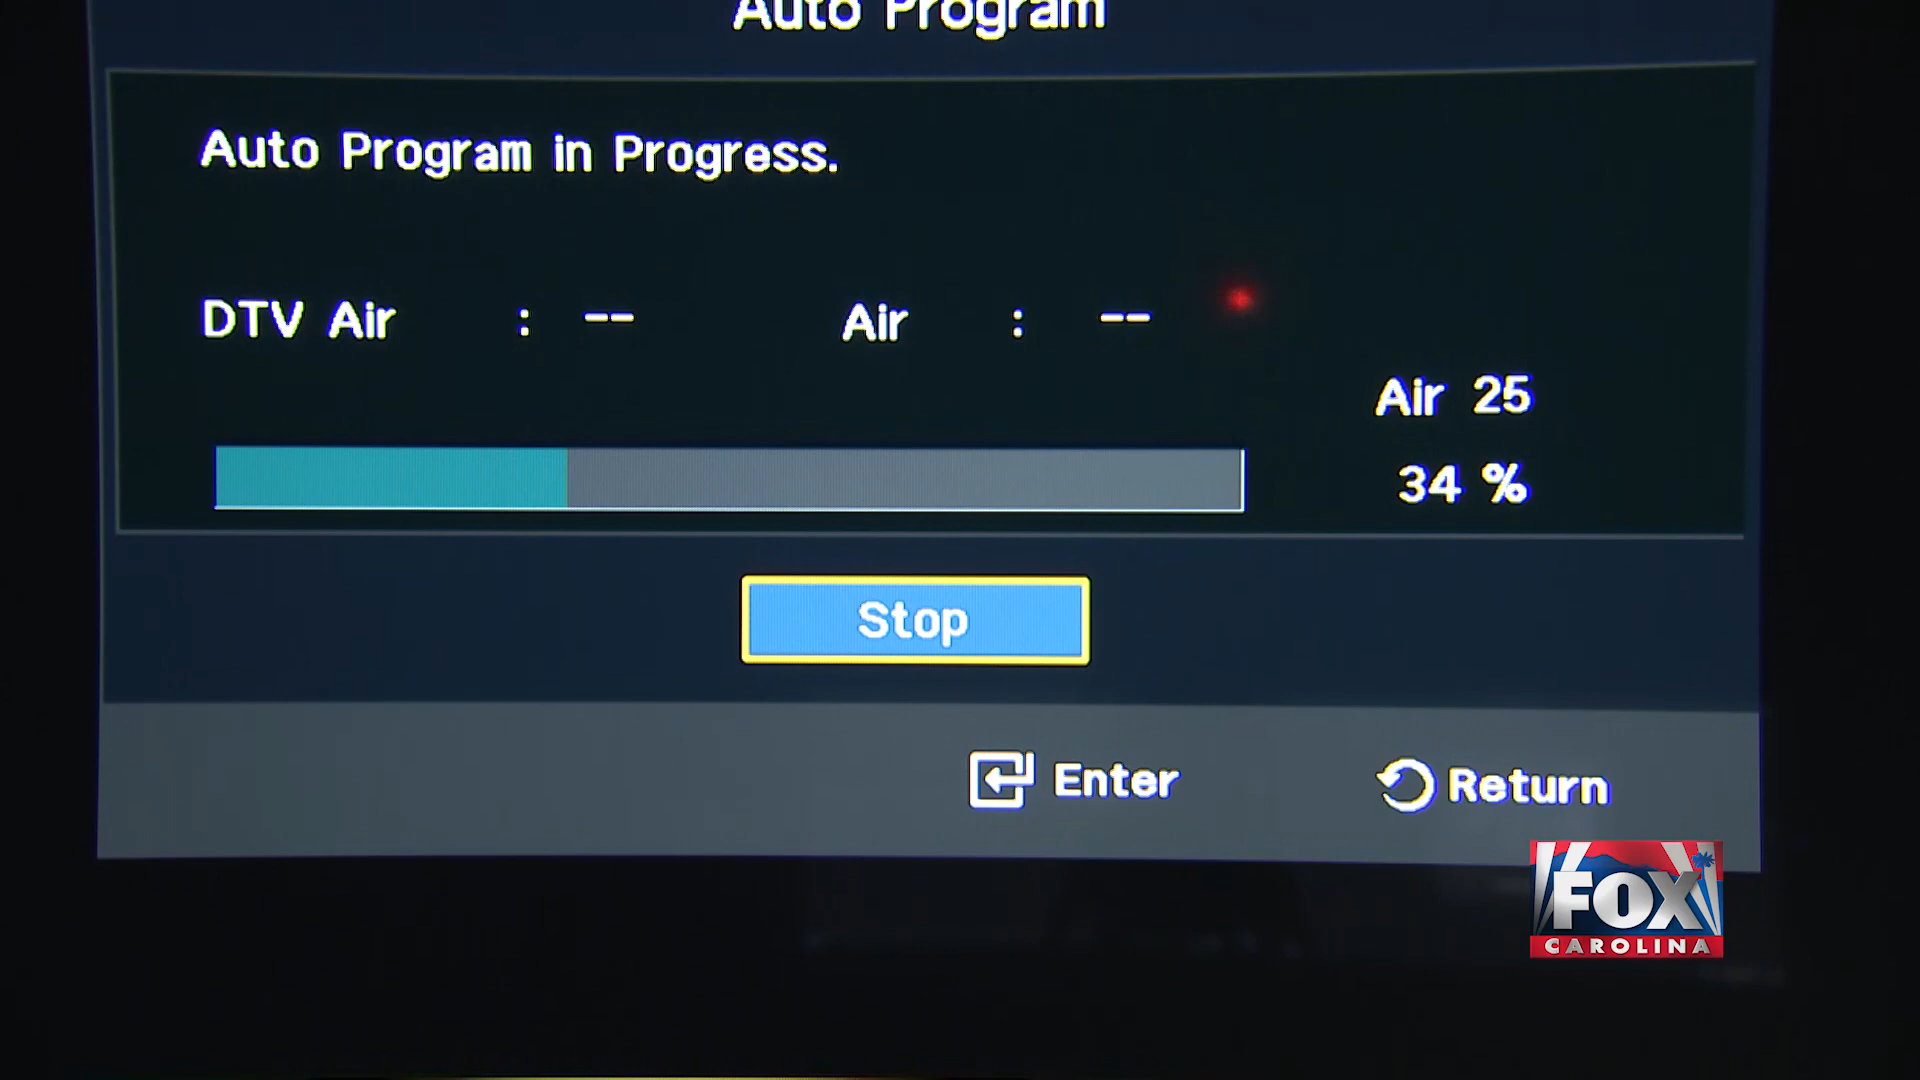 Auto Program
Auto Program in Progress.
DTV Air : -- Air : --
Air 25
34 %
Stop
Enter Return
FOX
CAROLINA